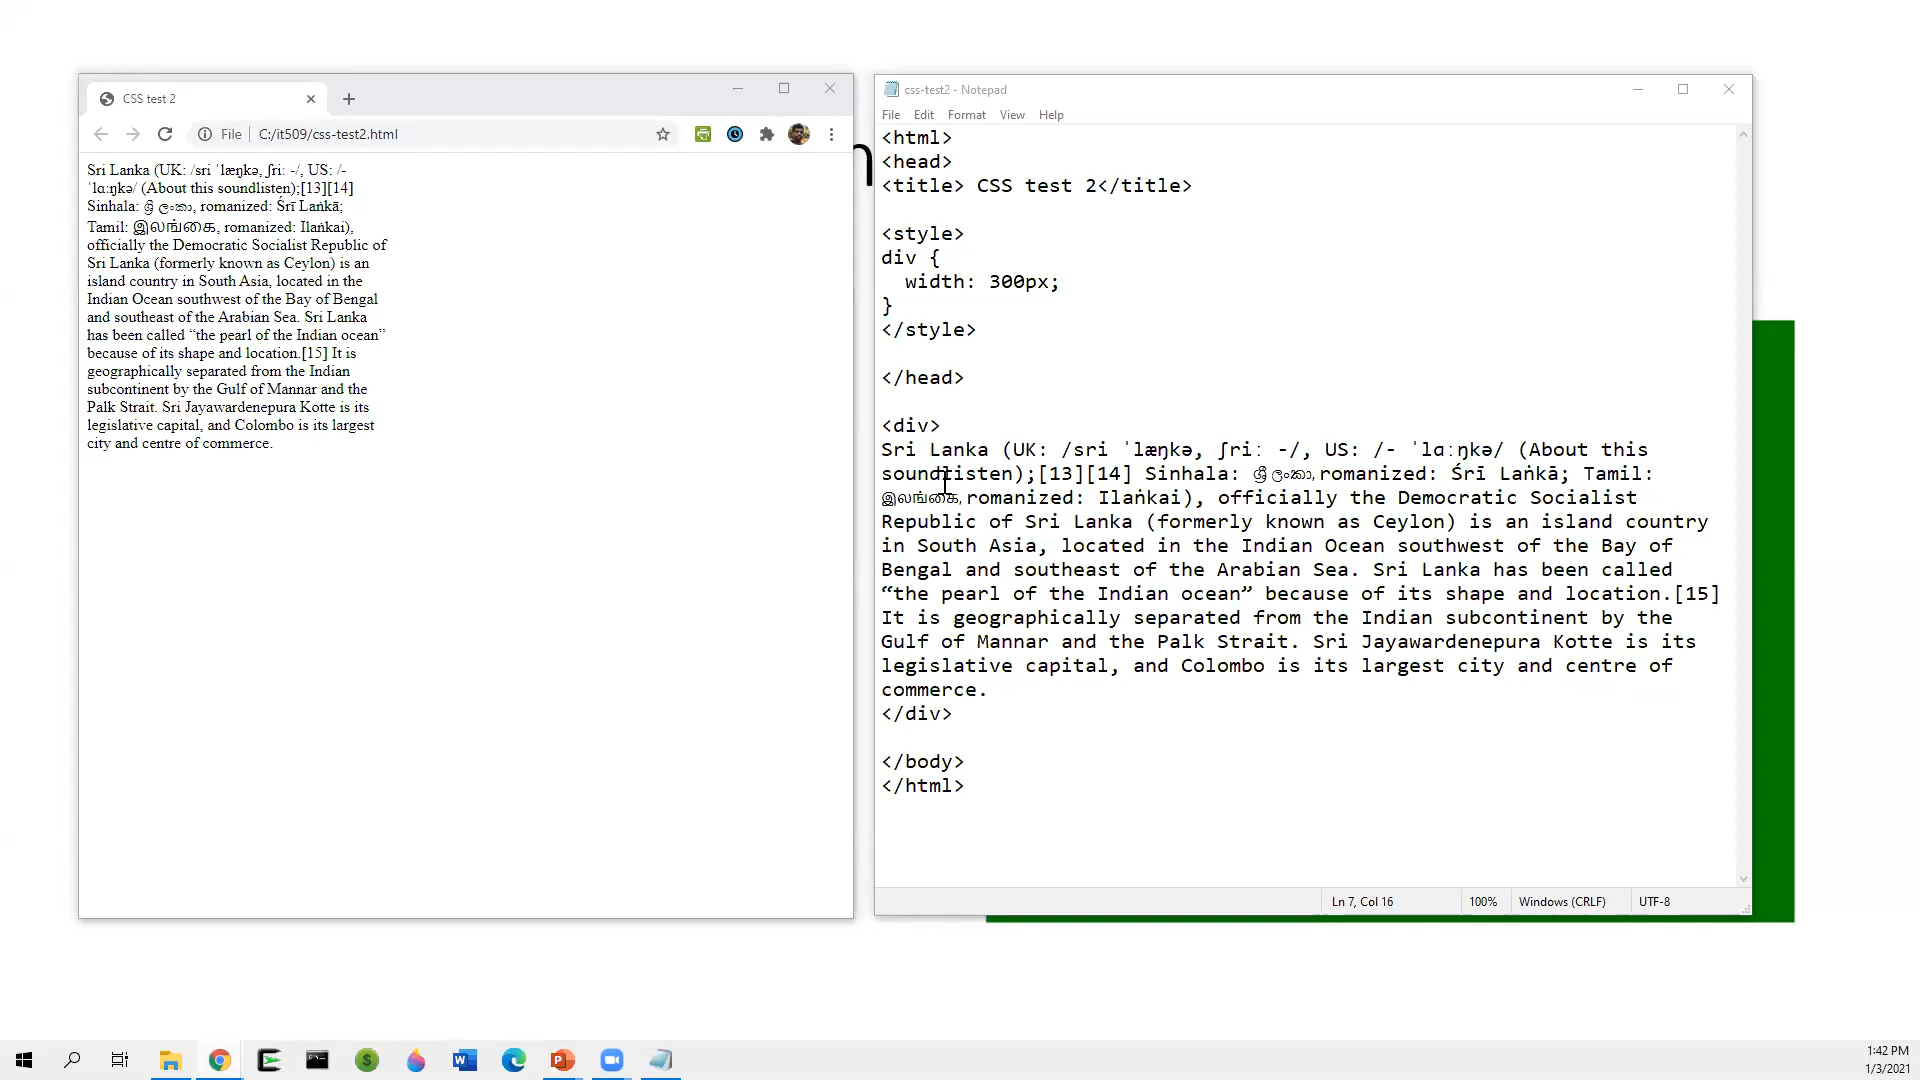 CSS test 2
File C:/it509/css-test2.html
Sri Lanka (UK: /sri ˈlæŋkə, ʃriː -/, US: /-
ˈlɑːŋkə/ (About this soundlisten);[13][14]
Sinhala: ශ්‍රී ලංකා, romanized: Śrī Laṅkā;
Tamil: இலங்கை, romanized: Ilaṅkai),
officially the Democratic Socialist Republic of
Sri Lanka (formerly known as Ceylon) is an
island country in South Asia, located in the
Indian Ocean southwest of the Bay of Bengal
and southeast of the Arabian Sea. Sri Lanka
has been called “the pearl of the Indian ocean”
because of its shape and location.[15] It is
geographically separated from the Indian
subcontinent by the Gulf of Mannar and the
Palk Strait. Sri Jayawardenepura Kotte is its
legislative capital, and Colombo is its largest
city and centre of commerce.
css-test2 - Notepad
File Edit Format View Help
<html>
<head>
<title> CSS test 2</title>
<style>
div {
width: 300px;
}
</style>
</head>
<div>
Sri Lanka (UK: /sri ˈlæŋkə, ʃriː -/, US: /- ˈlɑːŋkə/ (About this
soundlisten);[13][14] Sinhala: ශ්‍රී ලංකා, romanized: Śrī Laṅkā; Tamil:
இலங்கை, romanized: Ilaṅkai), officially the Democratic Socialist
Republic of Sri Lanka (formerly known as Ceylon) is an island country
in South Asia, located in the Indian Ocean southwest of the Bay of
Bengal and southeast of the Arabian Sea. Sri Lanka has been called
“the pearl of the Indian ocean” because of its shape and location.[15]
It is geographically separated from the Indian subcontinent by the
Gulf of Mannar and the Palk Strait. Sri Jayawardenepura Kotte is its
legislative capital, and Colombo is its largest city and centre of
commerce.
</div>
</body>
</html>
Ln 7, Col 16 100% Windows (CRLF) UTF-8
1:42 PM
1/3/2021